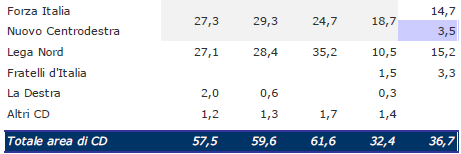 Forza Italia 27,3 29,3 24,7 18,7 14,7
Nuovo Centrodestra 3,5
Lega Nord 27,1 28,4 35,2 10,5 15,2
Fratelli d'Italia 1,5 3,3
La Destra 2,0 0,6 0,3
Altri CD 1,2 1,3 1,7 1,4
Totale area di CD 57,5 59,6 61,6 32,4 36,7